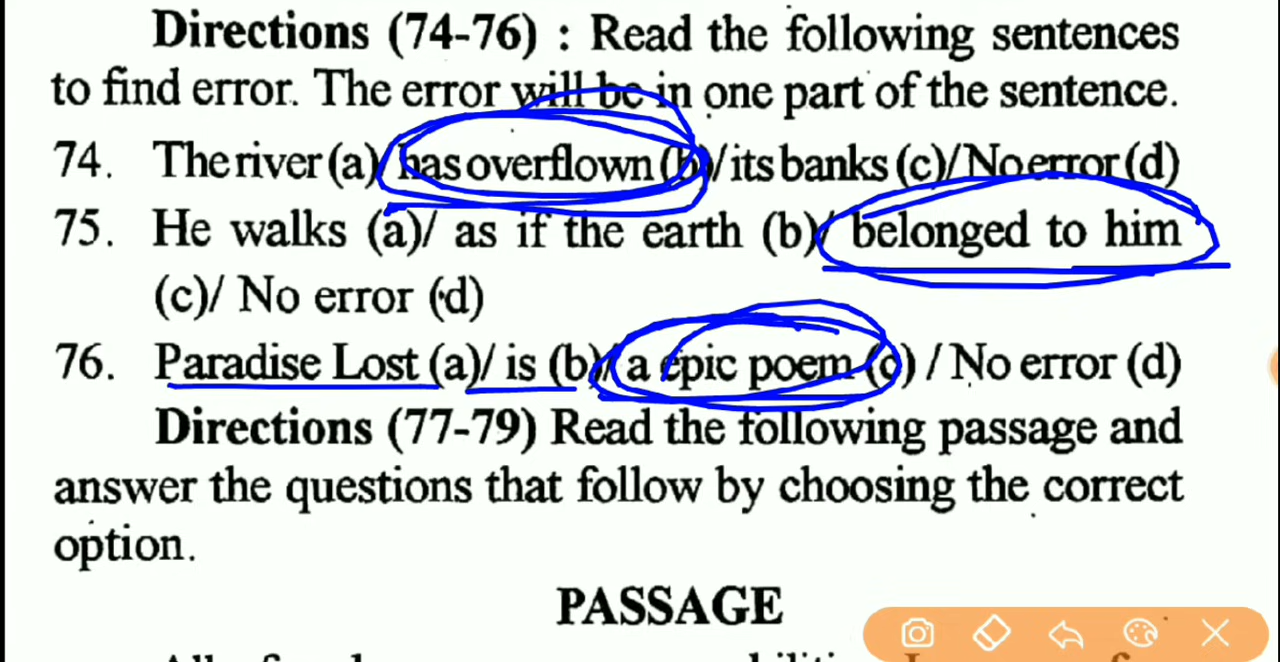 Directions (74-76) : Read the following sentences
to find error. The error will be in one part of the sentence.
74. The river (a)/ has overflown (b)/ its banks (c)/ No error (d)
75. He walks (a)/ as if the earth (b)/ belonged to him
(c)/ No error (d)
76. Paradise Lost (a)/ is (b)/ a epic poem (c) / No error (d)
Directions (77-79) Read the following passage and
answer the questions that follow by choosing the correct
option.
PASSAGE